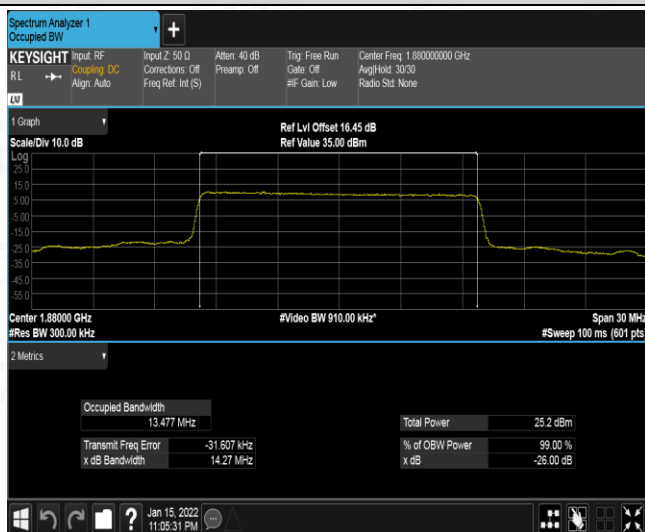 Spectrum Analyzer 1
Occupied BW
+
KEYSIGHT Input: RF Input Z: 50 Ω Atten: 40 dB Trig: Free Run Center Freq: 1.880000000 GHz
RL Coupling: DC Corrections: Off Preamp: Off Gate: Off Avg|Hold: 30/30
Align: Auto Freq Ref: Int (S) #IF Gain: Low Radio Std: None
LXI
1 Graph Ref Lvl Offset 16.45 dB
Scale/Div 10.0 dB Ref Value 35.00 dBm
Log
25.0
15.0
5.00
-5.00
-15.0
-25.0
-35.0
-45.0
-55.0
Center 1.88000 GHz #Video BW 910.00 kHz* Span 30 MHz
#Res BW 300.00 kHz #Sweep 100 ms (601 pts)
2 Metrics
Occupied Bandwidth
13.477 MHz Total Power 25.2 dBm
Transmit Freq Error -31.607 kHz % of OBW Power 99.00 %
x dB Bandwidth 14.27 MHz x dB -26.00 dB
? Jan 15, 2022
11:05:31 PM